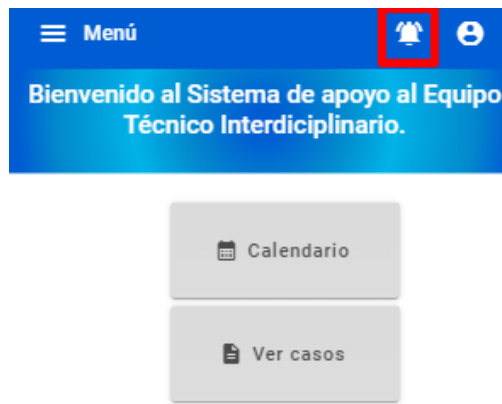 Menú
Bienvenido al Sistema de apoyo al Equipo
Técnico Interdiciplinario.
Calendario
Ver casos